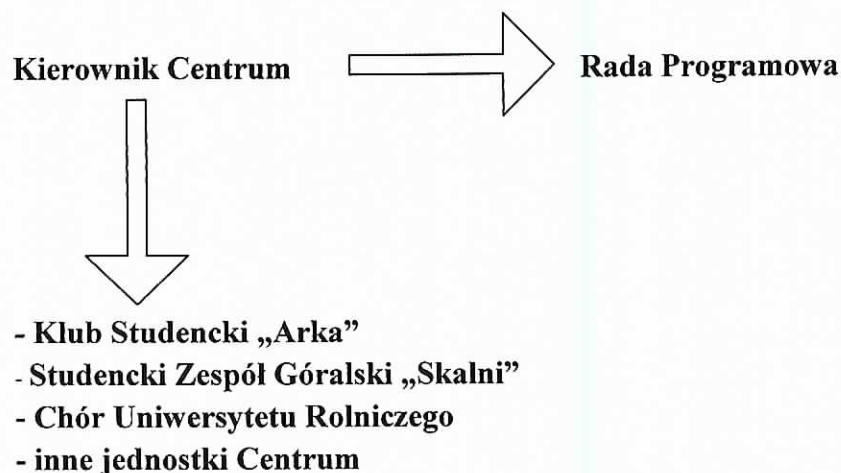 Kierownik Centrum Rada Programowa
- Klub Studencki „Arka”
- Studencki Zespół Góralski „Skalni”
- Chór Uniwersytetu Rolniczego
- inne jednostki Centrum